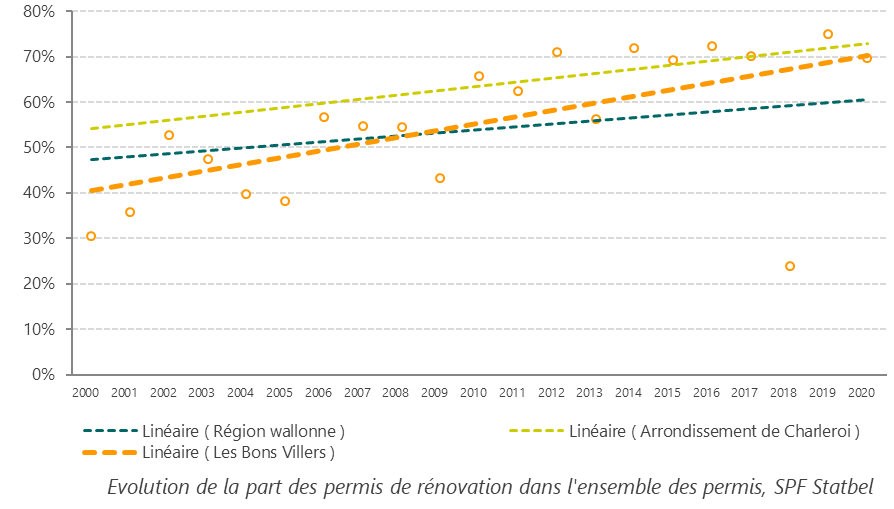 80%
70%
60%
50%
40%
30%
20%
10%
0%
2000 2001 2002 2003 2004 2005 2006 2007 2008 2009 2010 2011 2012 2013 2014 2015 2016 2017 2018 2019 2020
Linéaire ( Région wallonne ) Linéaire ( Arrondissement de Charleroi )
Linéaire ( Les Bons Villers )
Evolution de la part des permis de rénovation dans l'ensemble des permis, SPF Statbel